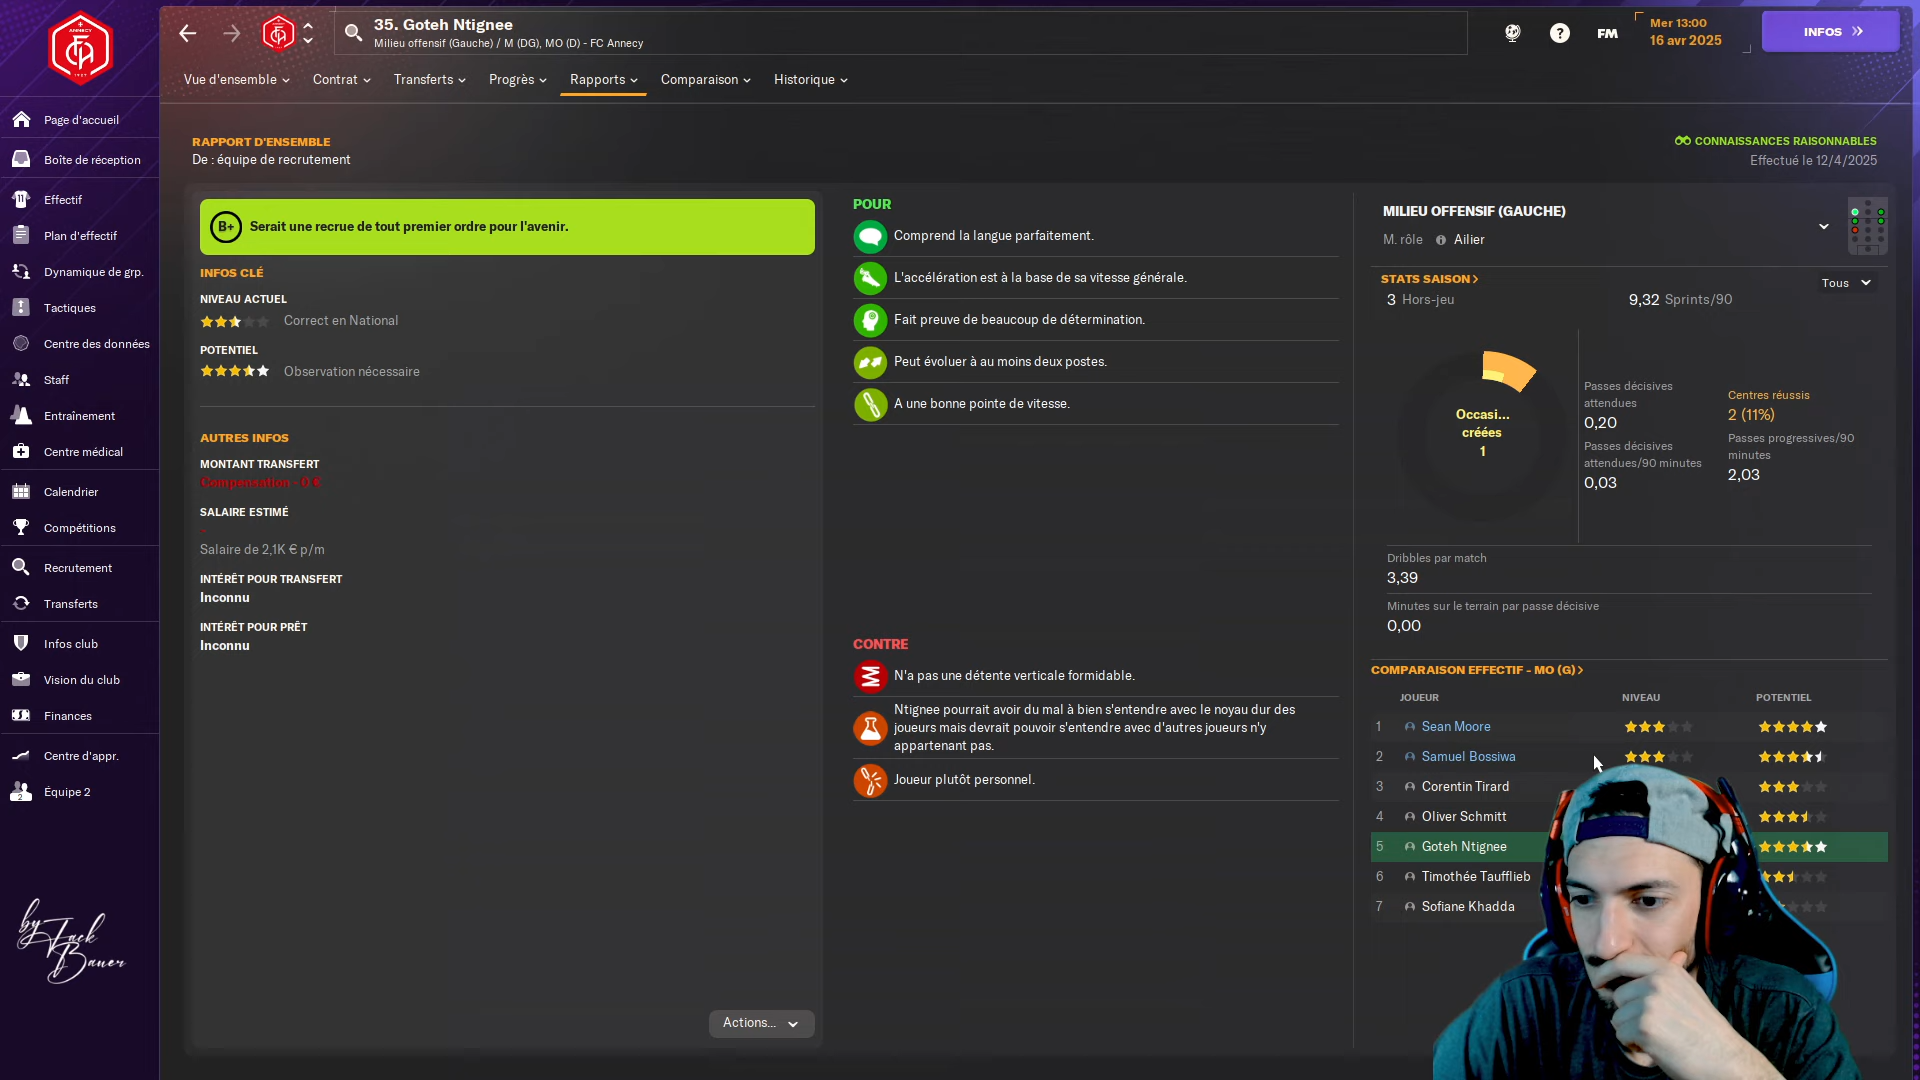 35. Goteh Ntignee
Milieu offensif (Gauche) / M (DG), MO (D) - FC Annecy
FM
Mer 13:00
16 avr 2025
INFOS
Vue d'ensemble
Contrat
Transferts
Progrès
Rapports
Comparaison
Historique
ANNECY
Page d'accueil
Boîte de réception
Effectif
Plan d'effectif
Dynamique de grp.
Tactiques
Centre des données
Staff
Entraînement
Centre médical
Calendrier
Compétitions
Recrutement
Transferts
Infos club
Vision du club
Finances
Centre d'appr.
Équipe 2
by Jack Bauer
RAPPORT D'ENSEMBLE
De : équipe de recrutement
CONNAISSANCES RAISONNABLES
Effectué le 12/4/2025
B+ Serait une recrue de tout premier ordre pour l'avenir.
INFOS CLÉ
NIVEAU ACTUEL
Correct en National
POTENTIEL
Observation nécessaire
AUTRES INFOS
MONTANT TRANSFERT
Compensation - 0 €
SALAIRE ESTIMÉ
-
Salaire de 2,1K € p/m
INTÉRÊT POUR TRANSFERT
Inconnu
INTÉRÊT POUR PRÊT
Inconnu
Actions...
POUR
Comprend la langue parfaitement.
L'accélération est à la base de sa vitesse générale.
Fait preuve de beaucoup de détermination.
Peut évoluer à au moins deux postes.
A une bonne pointe de vitesse.
CONTRE
N'a pas une détente verticale formidable.
Ntignee pourrait avoir du mal à bien s'entendre avec le noyau dur des
joueurs mais devrait pouvoir s'entendre avec d'autres joueurs n'y
appartenant pas.
Joueur plutôt personnel.
MILIEU OFFENSIF (GAUCHE)
M. rôle Ailier
STATS SAISON
Tous
3 Hors-jeu
9,32 Sprints/90
Occasi...
créées
1
Passes décisives
attendues
0,20
Passes décisives
attendues/90 minutes
0,03
Centres réussis
2 (11%)
Passes progressives/90
minutes
2,03
Dribbles par match
3,39
Minutes sur le terrain par passe décisive
0,00
COMPARAISON EFFECTIF - MO (G)
JOUEUR NIVEAU POTENTIEL
1 Sean Moore
2 Samuel Bossiwa
3 Corentin Tirard
4 Oliver Schmitt
5 Goteh Ntignee
6 Timothée Taufflieb
7 Sofiane Khadda